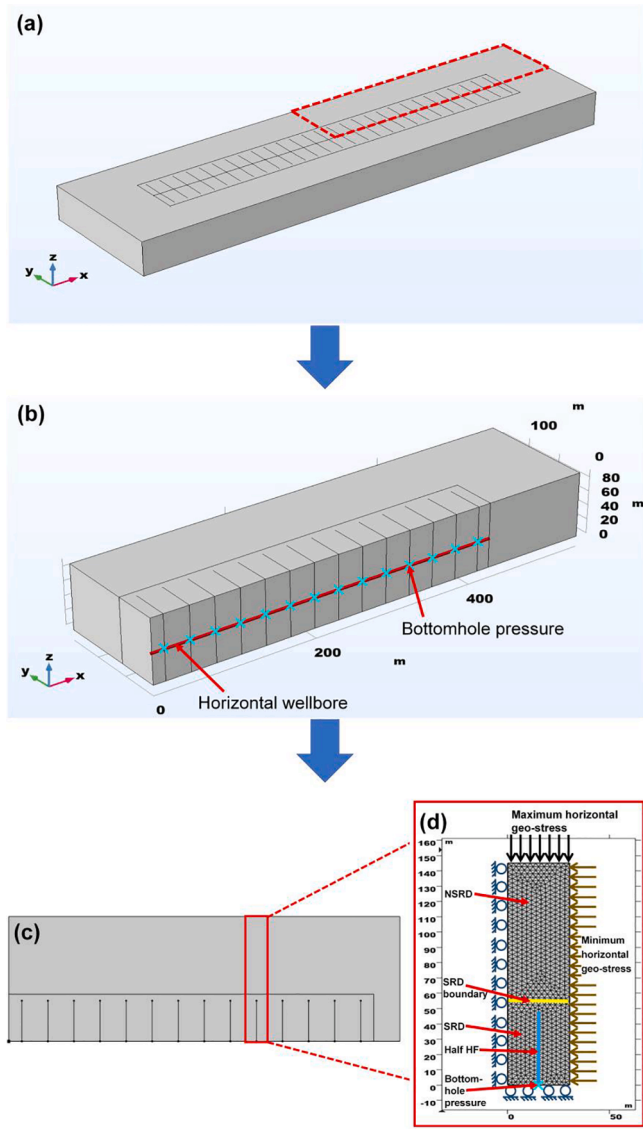 (a)
z
y
x
(b)
m
100
0
80
60
40
20
0
m
400
Bottomhole pressure
200
m
z
y
x
Horizontal wellbore
0
(c)
(d)
Maximum horizontal
geo-stress
160
m
150
140
130
120
110
100
90
80
70
60
50
40
30
20
10
0
-10
NSRD
Minimum
horizontal
geo-stress
SRD
boundary
SRD
Half HF
Bottom-
hole
pressure
0
50
m